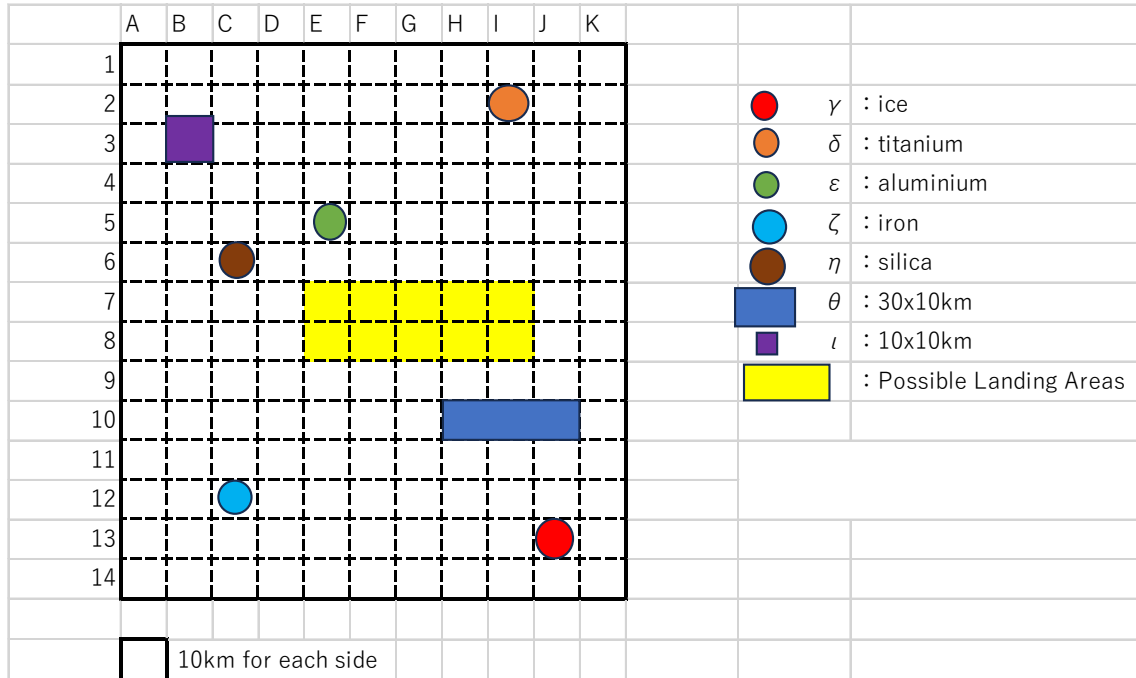 A B C D E F G H I J K
1
2
γ : ice
3
δ : titanium
4
ε : aluminium
5
ζ : iron
6
η : silica
7
θ : 30x10km
8
ι : 10x10km
9
: Possible Landing Areas
10
11
12
13
14
10km for each side